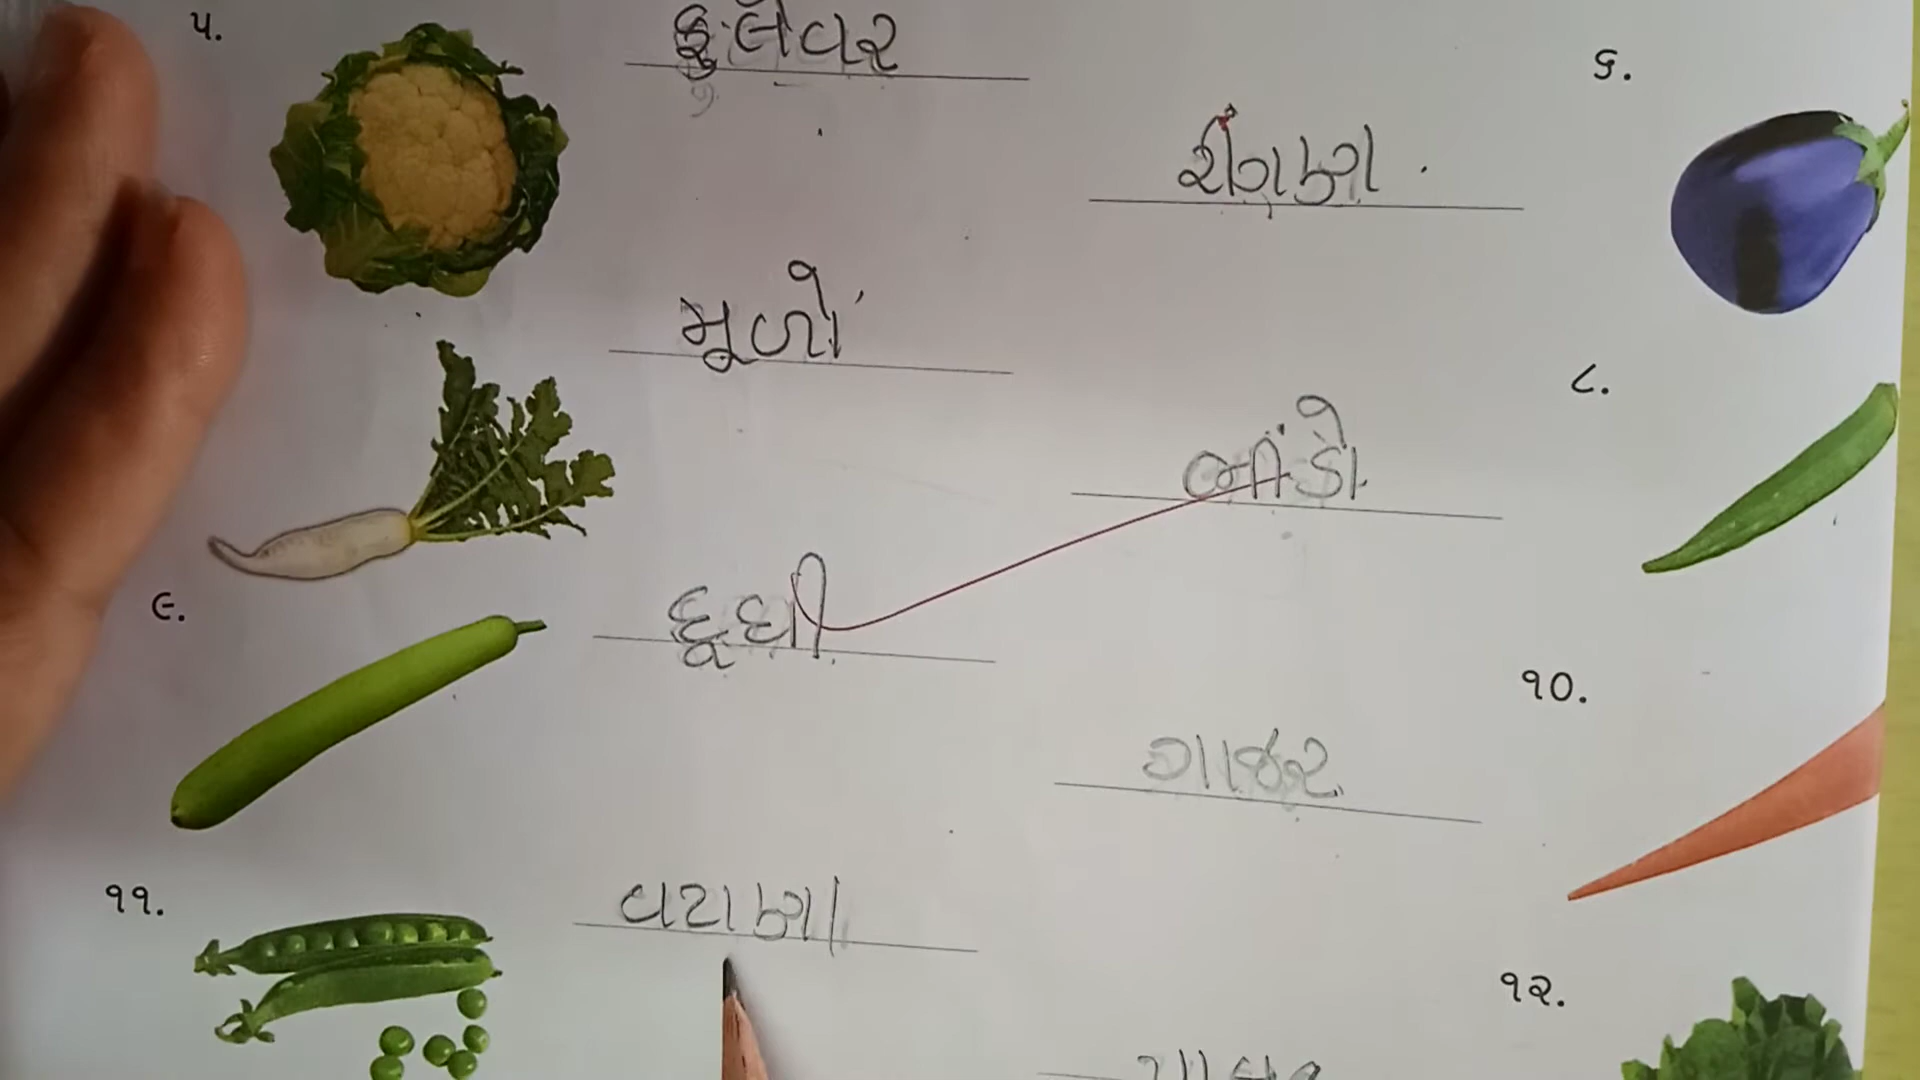 ૫.
ફુલેવર
૬.
રીંગણ
મૂળો
૮.
ભીંડો
૯.
દૂધી
૧૦.
ગાજર
૧૧.
વટાણા
૧૨.